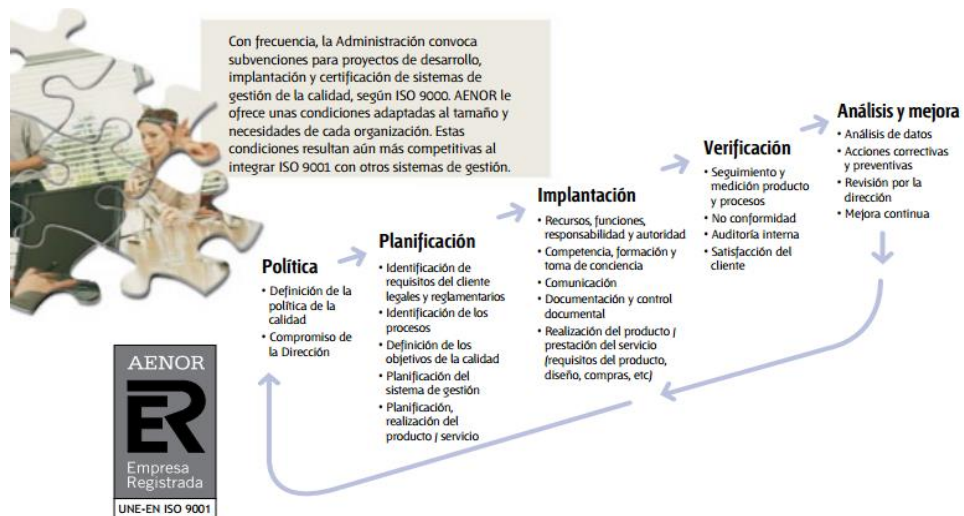 Con frecuencia, la Administración convoca
subvenciones para proyectos de desarrollo,
implantación y certificación de sistemas de
gestión de la calidad, según ISO 9000. AENOR le
ofrece unas condiciones adaptadas al tamaño y
necesidades de cada organización. Estas
condiciones resultan aún más competitivas al
integrar ISO 9001 con otros sistemas de gestión.
Política
• Definición de la
política de la
calidad
• Compromiso de
la Dirección
Planificación
• Identificación de
requisitos del cliente
legales y reglamentarios
• Identificación de los
procesos
• Definición de los
objetivos de la calidad
• Planificación del
sistema de gestión
• Planificación,
realización del
producto / servicio
Implantación
• Recursos, funciones,
responsabilidad y autoridad
• Competencia, formación y
toma de conciencia
• Comunicación
• Documentación y control
documental
• Realización del producto /
prestación del servicio
(requisitos del producto,
diseño, compras, etc)
Verificación
• Seguimiento y
medición producto
y procesos
• No conformidad
• Auditoría interna
• Satisfacción del
cliente
Análisis y mejora
• Análisis de datos
• Acciones correctivas
y preventivas
• Revisión por la
dirección
• Mejora continua
AENOR
ER
Empresa
Registrada
UNE-EN ISO 9001